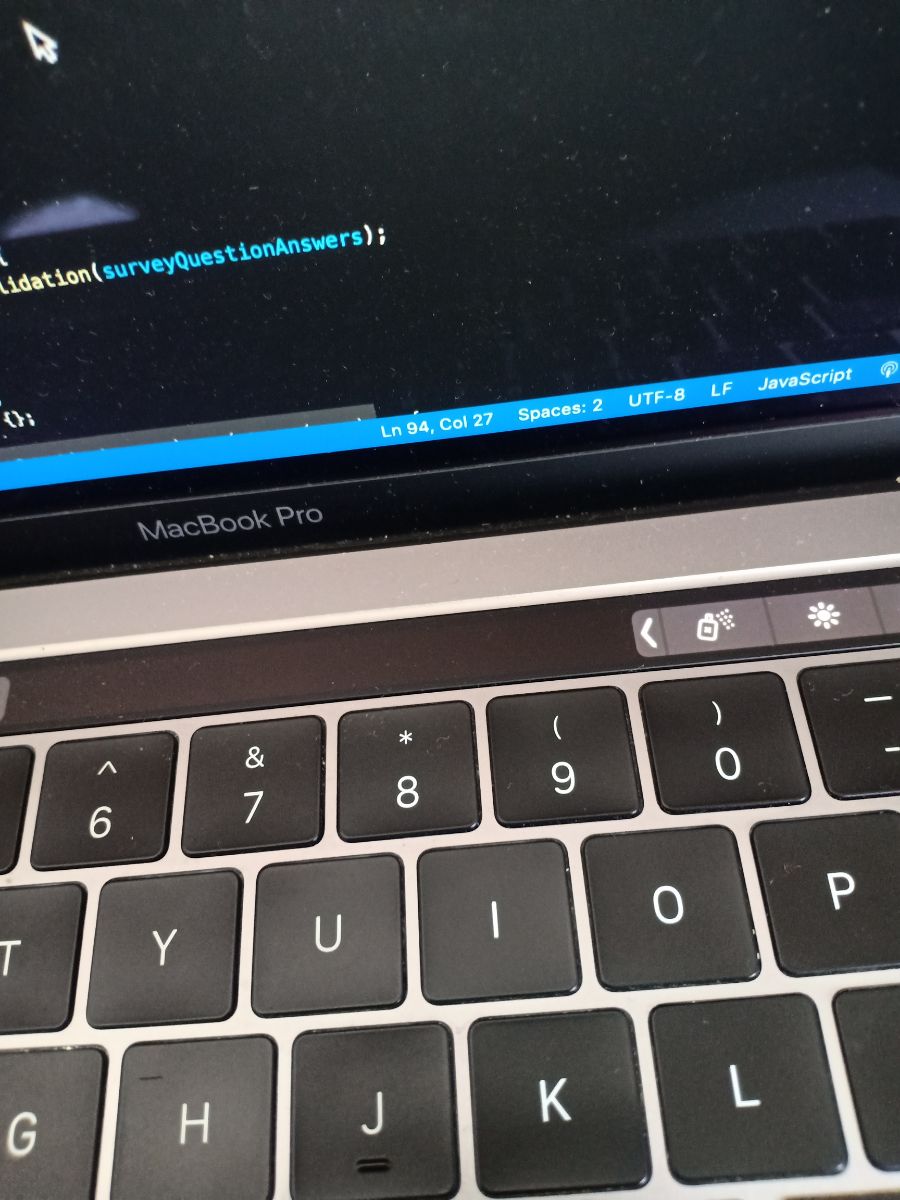 {
lidation(surveyQuestionAnswers);
{};
Ln 94, Col 27 Spaces: 2 UTF-8 LF JavaScript
MacBook Pro
^ & * ( ) _
6 7 8 9 0 -
T Y U I O P
G H J K L